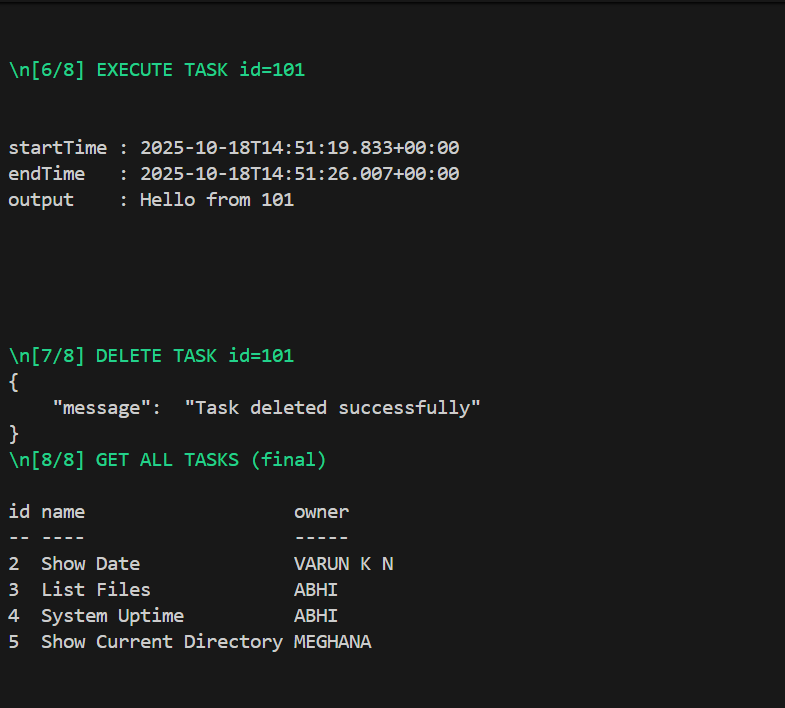 \n[6/8] EXECUTE TASK id=101
startTime : 2025-10-18T14:51:19.833+00:00
endTime   : 2025-10-18T14:51:26.007+00:00
output    : Hello from 101
\n[7/8] DELETE TASK id=101
{
    "message":  "Task deleted successfully"
}
\n[8/8] GET ALL TASKS (final)
id name                   owner
-- ----                   -----
2  Show Date              VARUN K N
3  List Files             ABHI
4  System Uptime          ABHI
5  Show Current Directory MEGHANA